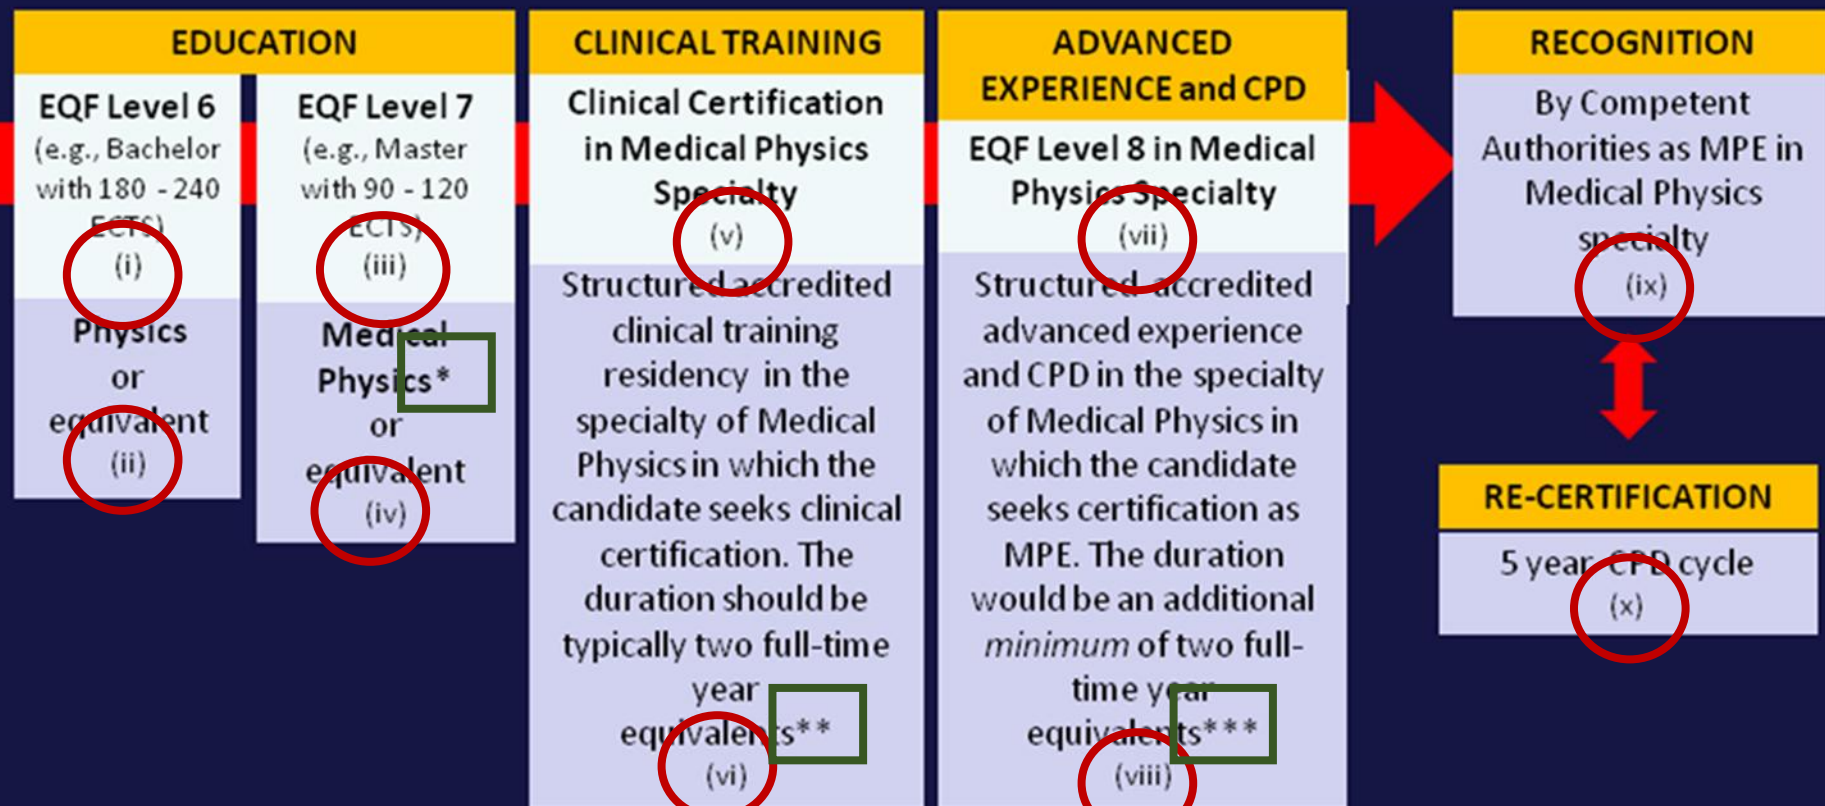 EDUCATION
EQF Level 6
(e.g., Bachelor
with 180 - 240
ECTS)
(i)
Physics
or
equivalent
(ii)
EQF Level 7
(e.g., Master
with 90 - 120
ECTS)
(iii)
Medical
Physics*
or
equivalent
(iv)
CLINICAL TRAINING
Clinical Certification
in Medical Physics
Specialty
(v)
Structured accredited
clinical training
residency in the
specialty of Medical
Physics in which the
candidate seeks clinical
certification. The
duration should be
typically two full-time
year
equivalents**
(vi)
ADVANCED
EXPERIENCE and CPD
EQF Level 8 in Medical
Physics Specialty
(vii)
Structured accredited
advanced experience
and CPD in the specialty
of Medical Physics in
which the candidate
seeks certification as
MPE. The duration
would be an additional
minimum of two full-
time year
equivalents***
(viii)
RECOGNITION
By Competent
Authorities as MPE in
Medical Physics
specialty
(ix)
RE-CERTIFICATION
5 year CPD cycle
(x)